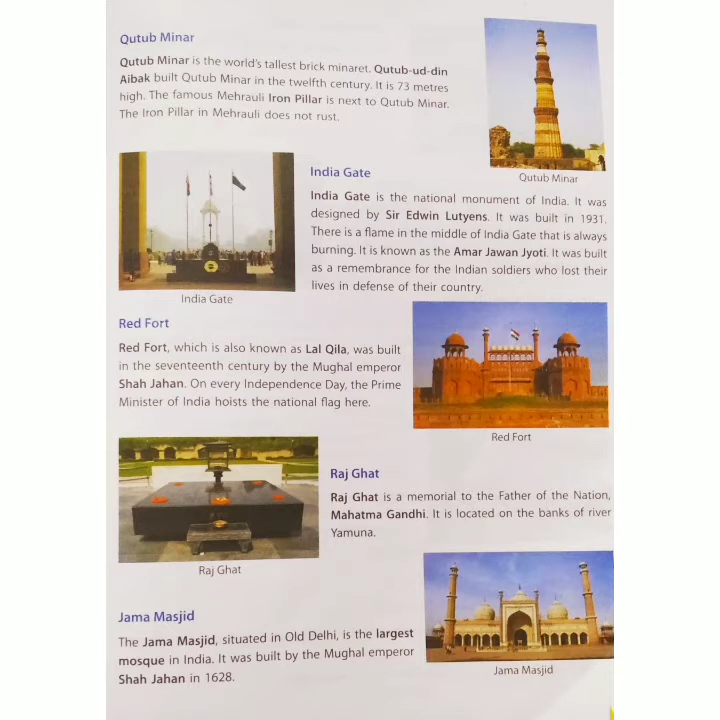 Qutub Minar
Qutub Minar is the world's tallest brick minaret. Qutub-ud-din
Aibak built Qutub Minar in the twelfth century. It is 73 metres
high. The famous Mehrauli Iron Pillar is next to Qutub Minar.
The Iron Pillar in Mehrauli does not rust.
Qutub Minar
India Gate
India Gate is the national monument of India. It was
designed by Sir Edwin Lutyens. It was built in 1931.
There is a flame in the middle of India Gate that is always
burning. It is known as the Amar Jawan Jyoti. It was built
as a remembrance for the Indian soldiers who lost their
lives in defense of their country.
India Gate
Red Fort
Red Fort, which is also known as Lal Qila, was built
in the seventeenth century by the Mughal emperor
Shah Jahan. On every Independence Day, the Prime
Minister of India hoists the national flag here.
Red Fort
Raj Ghat
Raj Ghat is a memorial to the Father of the Nation,
Mahatma Gandhi. It is located on the banks of river
Yamuna.
Raj Ghat
Jama Masjid
The Jama Masjid, situated in Old Delhi, is the largest
mosque in India. It was built by the Mughal emperor
Shah Jahan in 1628.
Jama Masjid